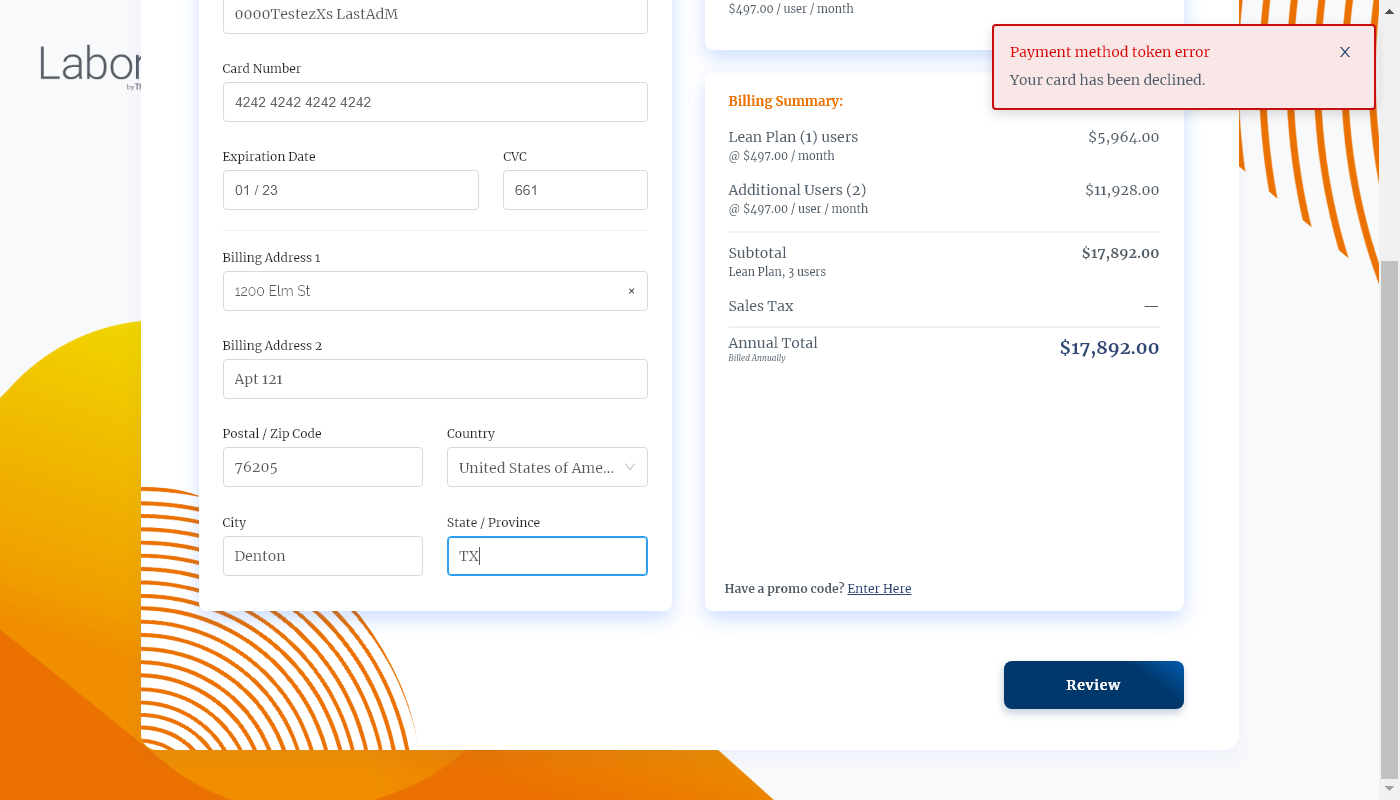 0000TestezXs LastAdM
$497.00 / user / month
Labor
by Th
Payment method token error
X
Your card has been declined.
Card Number
4242 4242 4242 4242
Expiration Date
CVC
01 / 23
661
Billing Address 1
1200 Elm St
×
Billing Address 2
Apt 121
Postal / Zip Code
Country
76205
United States of Ame...
City
State / Province
Denton
TX
Billing Summary:
Lean Plan (1) users
$5,964.00
@ $497.00 / month
Additional Users (2)
$11,928.00
@ $497.00 / user / month
Subtotal
$17,892.00
Lean Plan, 3 users
Sales Tax
—
Annual Total
$17,892.00
Billed Annually
Have a promo code? Enter Here
Review